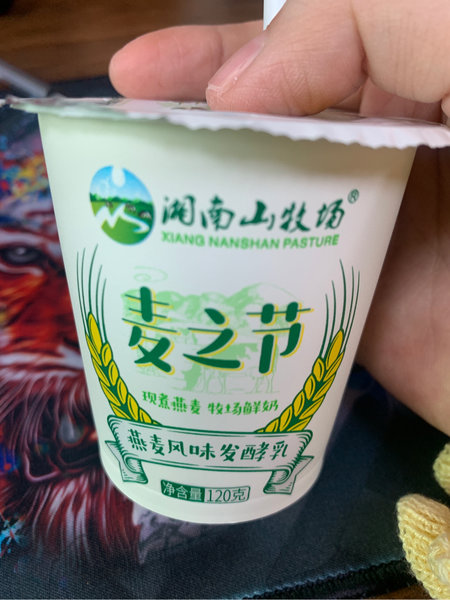 湘南山牧场®
XIANG NANSHAN PASTURE
麦之节
现煮燕麦 牧场鲜奶
燕麦风味发酵乳
净含量 120克